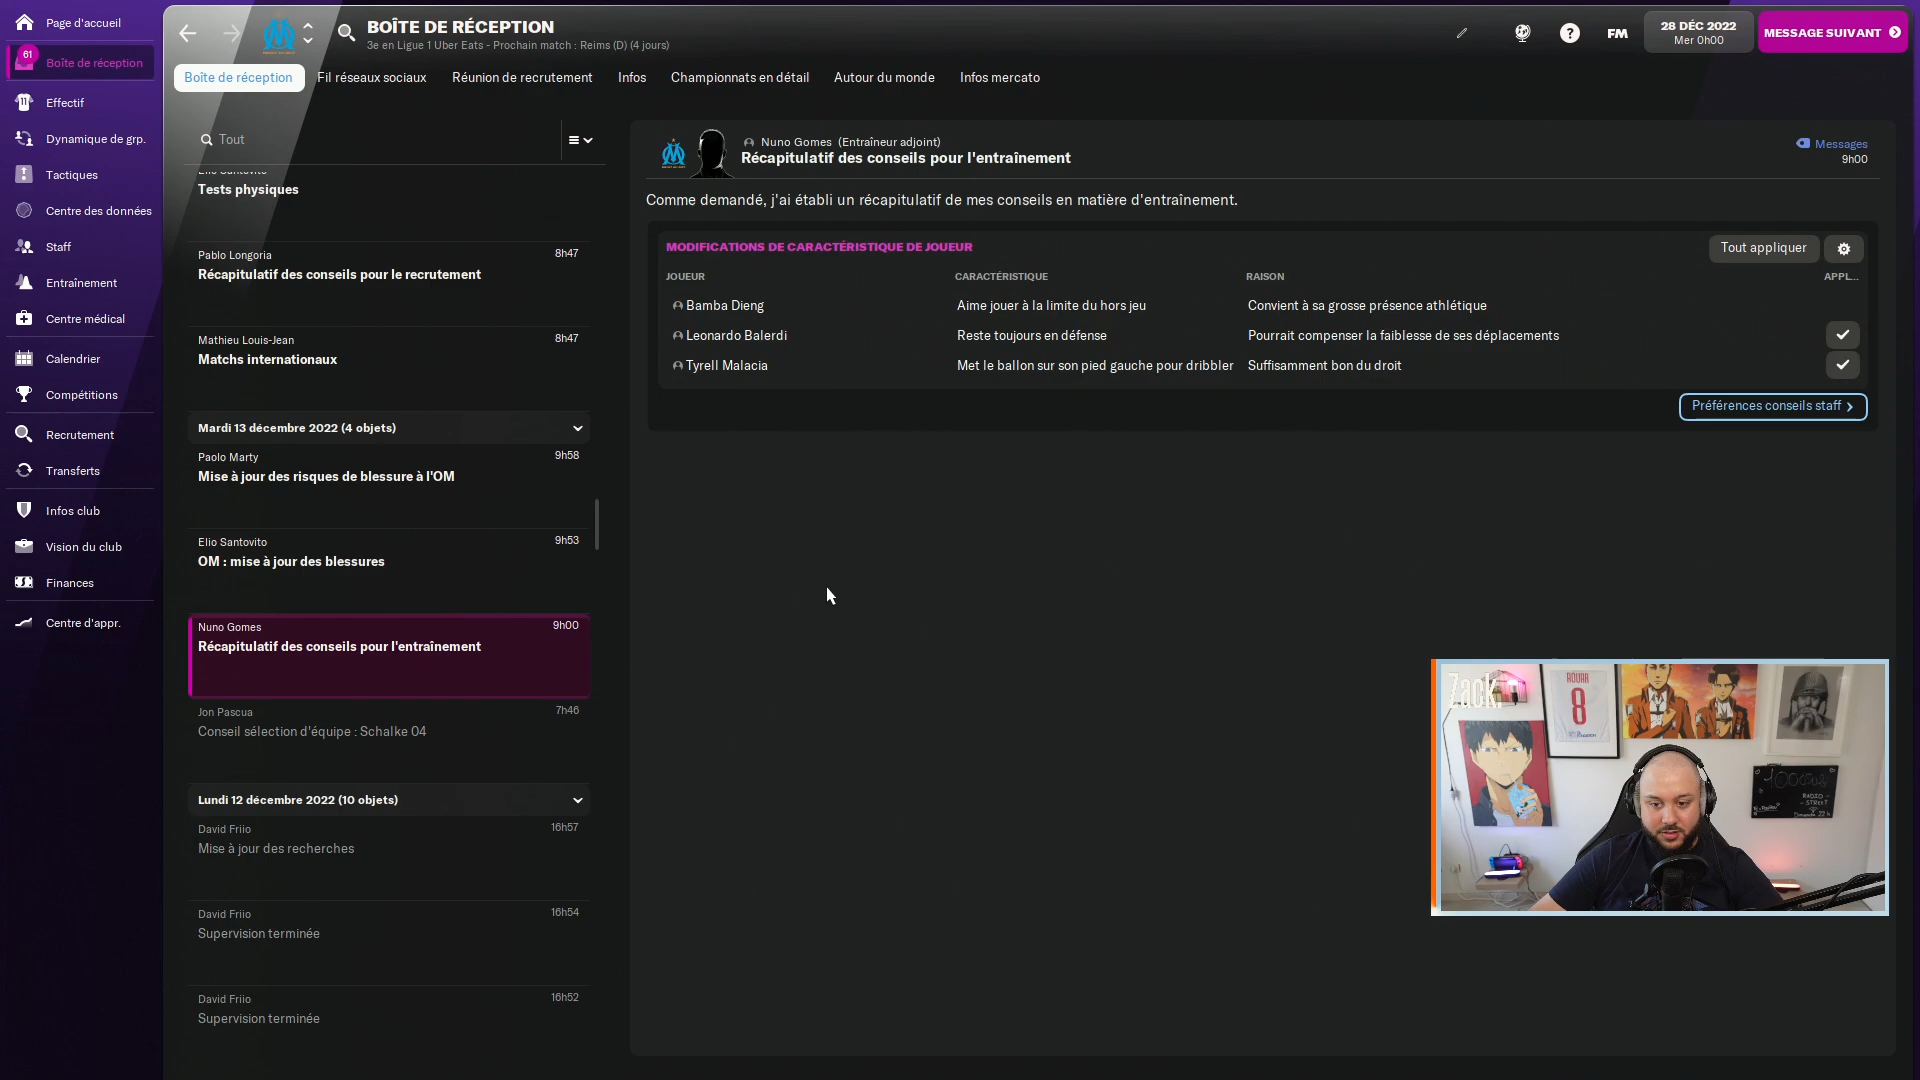 Page d'accueil
61
Boîte de réception
Effectif
Dynamique de grp.
Tactiques
Centre des données
Staff
Entraînement
Centre médical
Calendrier
Compétitions
Recrutement
Transferts
Infos club
Vision du club
Finances
Centre d'appr.
BOÎTE DE RÉCEPTION
3e en Ligue 1 Uber Eats - Prochain match : Reims (D) (4 jours)
FM
28 DÉC 2022
Mer 0h00
MESSAGE SUIVANT
Boîte de réception
Fil réseaux sociaux
Réunion de recrutement
Infos
Championnats en détail
Autour du monde
Infos mercato
Tout
Elio Santovito
Tests physiques
Pablo Longoria 8h47
Récapitulatif des conseils pour le recrutement
Mathieu Louis-Jean 8h47
Matchs internationaux
Mardi 13 décembre 2022 (4 objets)
Paolo Marty 9h58
Mise à jour des risques de blessure à l'OM
Elio Santovito 9h53
OM : mise à jour des blessures
Nuno Gomes 9h00
Récapitulatif des conseils pour l'entraînement
Jon Pascua 7h46
Conseil sélection d'équipe : Schalke 04
Lundi 12 décembre 2022 (10 objets)
David Friio 16h57
Mise à jour des recherches
David Friio 16h54
Supervision terminée
David Friio 16h52
Supervision terminée
Nuno Gomes (Entraîneur adjoint)
Récapitulatif des conseils pour l'entraînement
Messages
9h00
Comme demandé, j'ai établi un récapitulatif de mes conseils en matière d'entraînement.
MODIFICATIONS DE CARACTÉRISTIQUE DE JOUEUR
Tout appliquer
JOUEUR CARACTÉRISTIQUE RAISON APPL...
Bamba Dieng Aime jouer à la limite du hors jeu Convient à sa grosse présence athlétique
Leonardo Balerdi Reste toujours en défense Pourrait compenser la faiblesse de ses déplacements
Tyrell Malacia Met le ballon sur son pied gauche pour dribbler Suffisamment bon du droit
Préférences conseils staff
Zack.
8
RADIO
- STREET